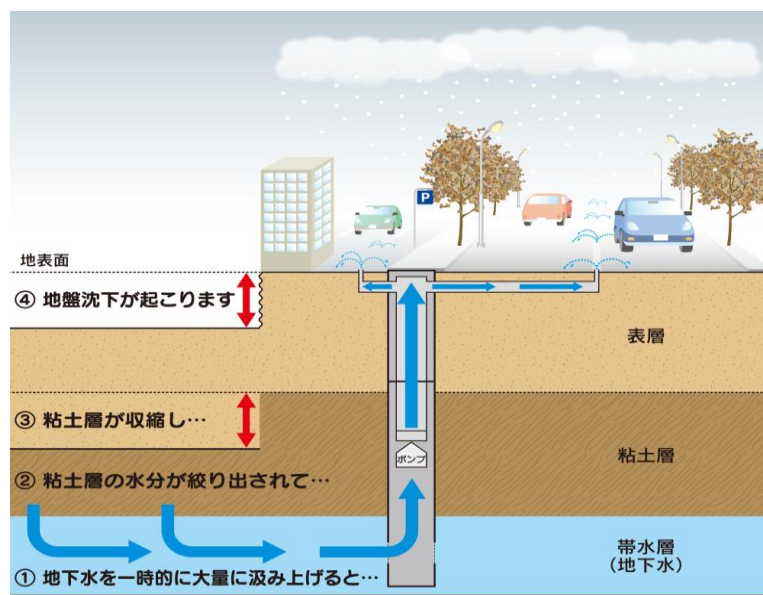 P
地表面
④ 地盤沈下が起こります
表層
③ 粘土層が収縮し…
粘土層
ポンプ
② 粘土層の水分が絞り出されて…
帯水層
(地下水)
① 地下水を一時的に大量に汲み上げると…